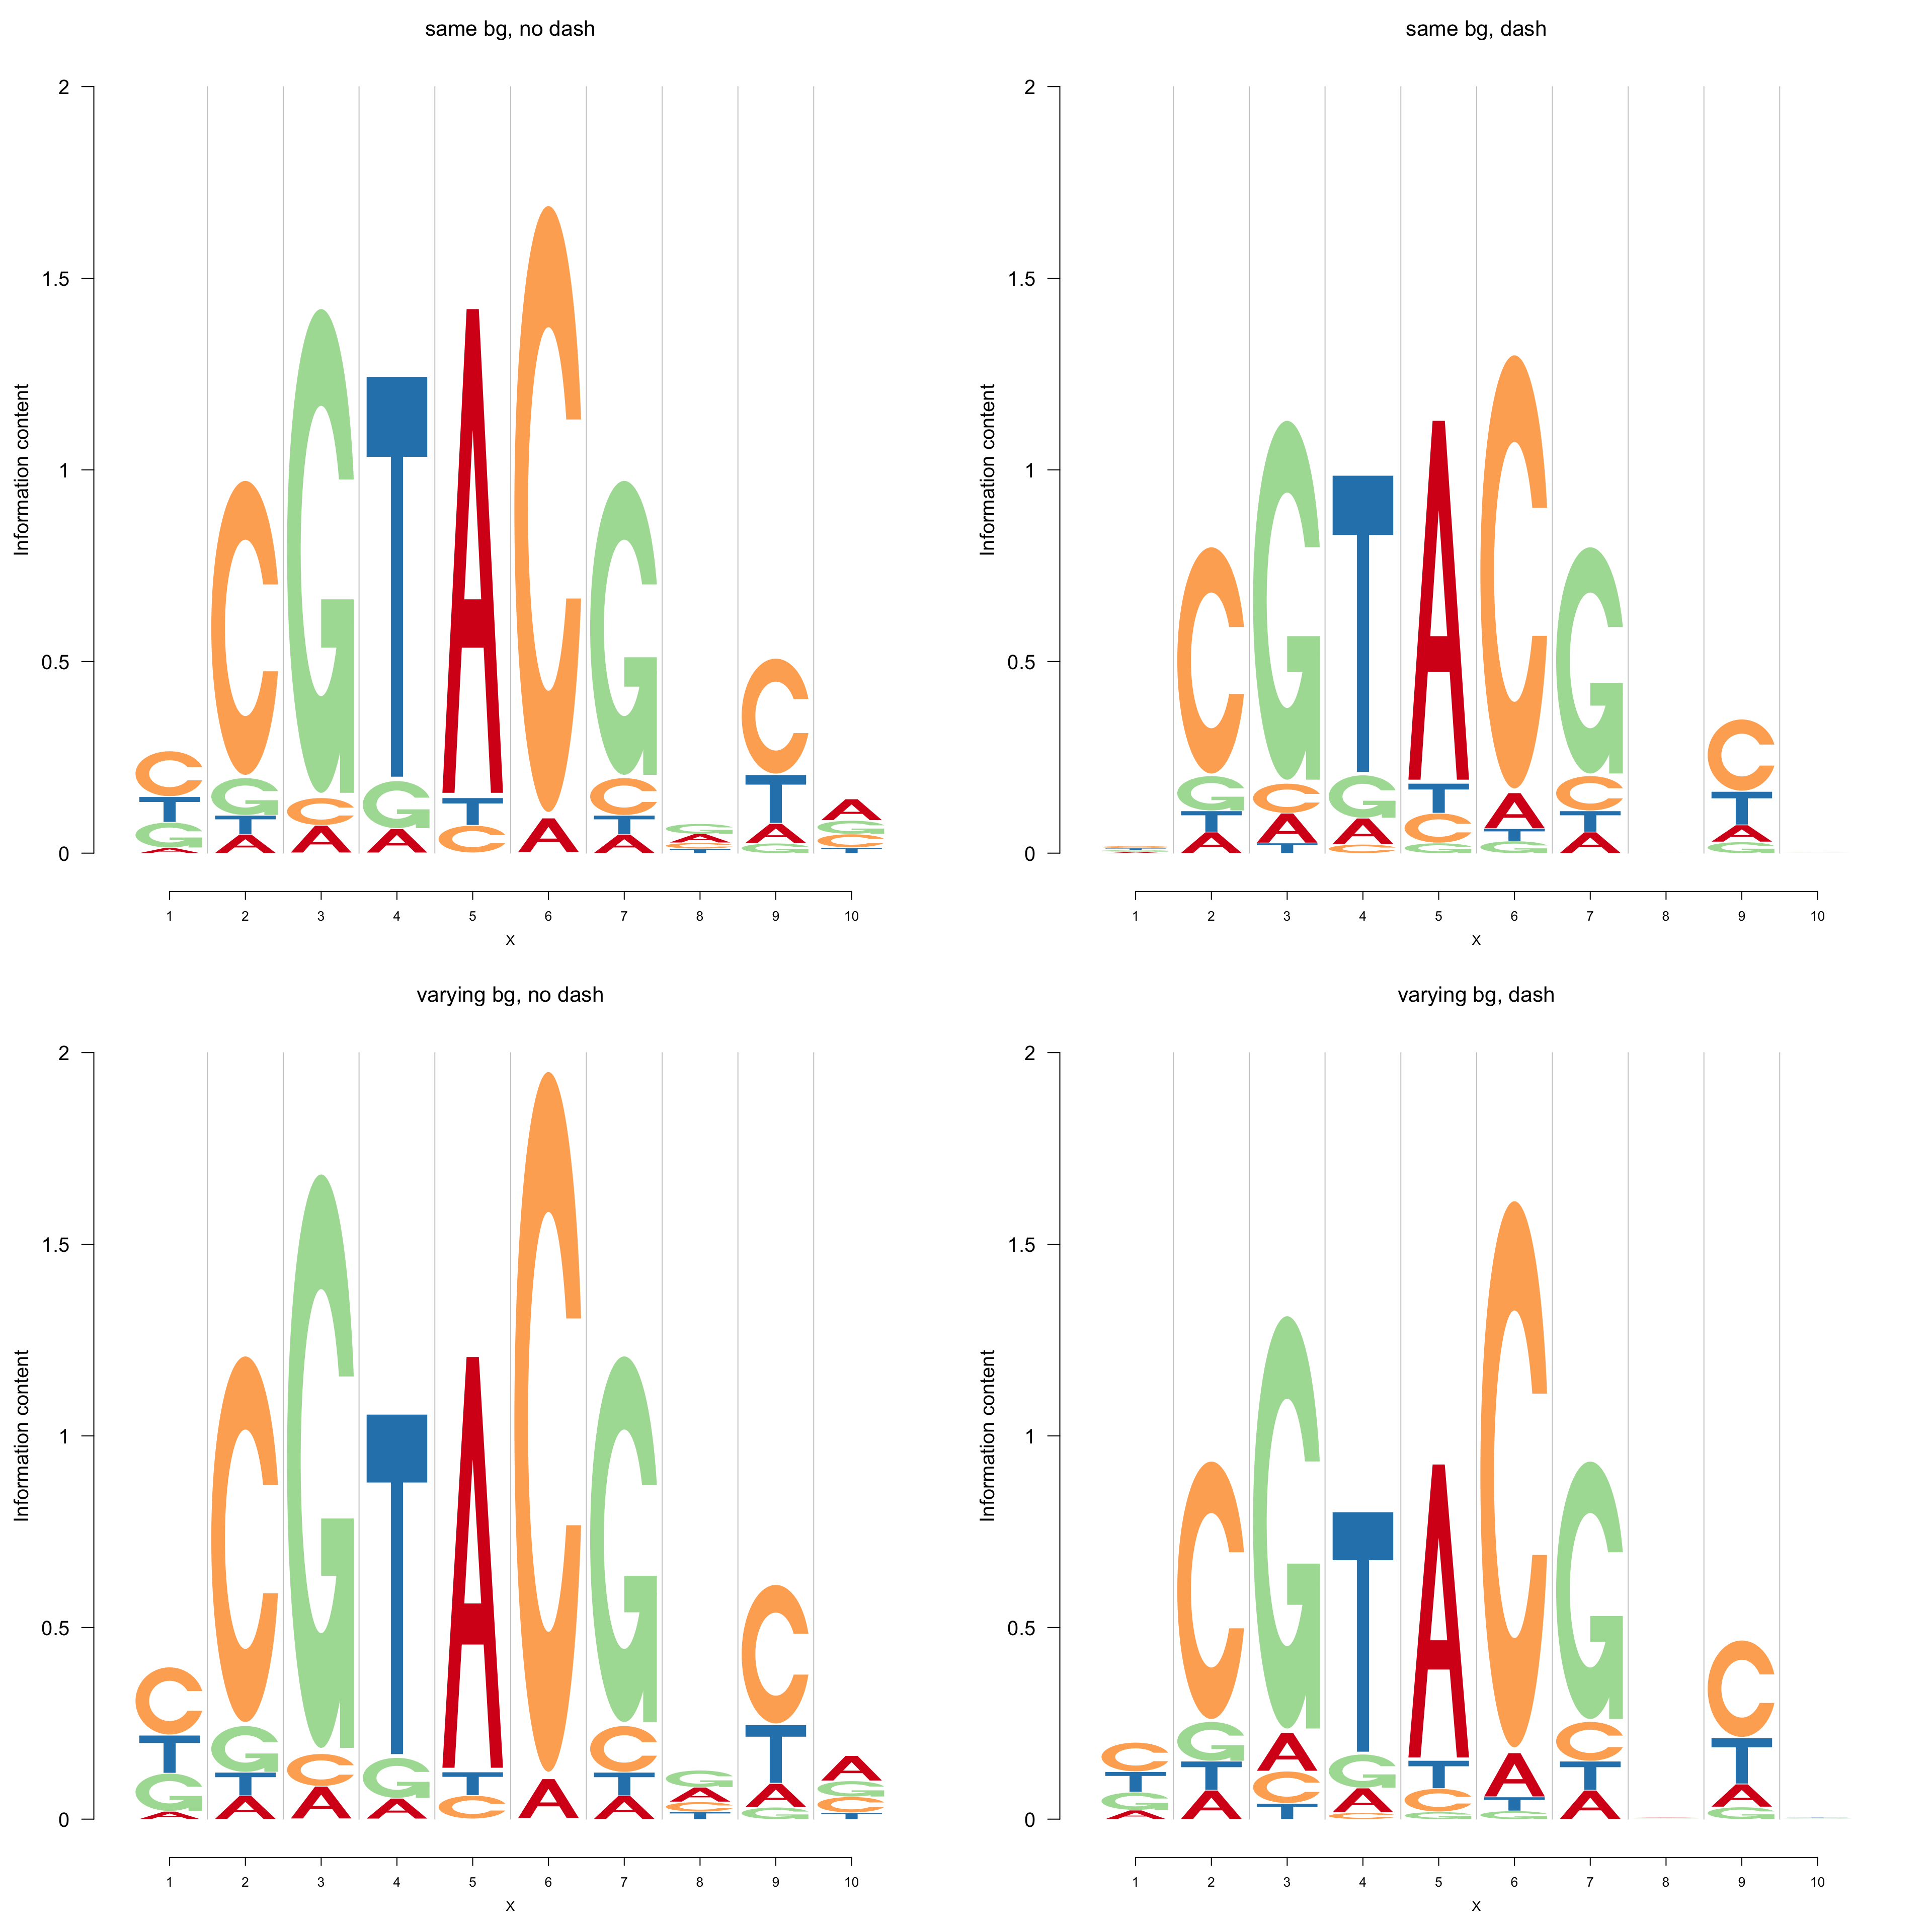 same bg, no dash
2
1.5
1
0.5
0
Information content
C T G A
C G T A
G C A
T G A
A T C
C A
G C T A
G A C T
C T A G
A G C T
1 2 3 4 5 6 7 8 9 10
X
same bg, dash
2
1.5
1
0.5
0
Information content
C G T A
G C A T
T G A C
A T C G
C A T G
G C T A
C T A G
1 2 3 4 5 6 7 8 9 10
X
varying bg, no dash
2
1.5
1
0.5
0
Information content
C T G A
C G T A
G C A
T G A
A T C
C A
G C T A
G A C T
C T A G
A G C T
1 2 3 4 5 6 7 8 9 10
X
varying bg, dash
2
1.5
1
0.5
0
Information content
C T G A
C G T A
G A C T
T G A C
A T C G
C A T G
G C T A
C T A G
1 2 3 4 5 6 7 8 9 10
X